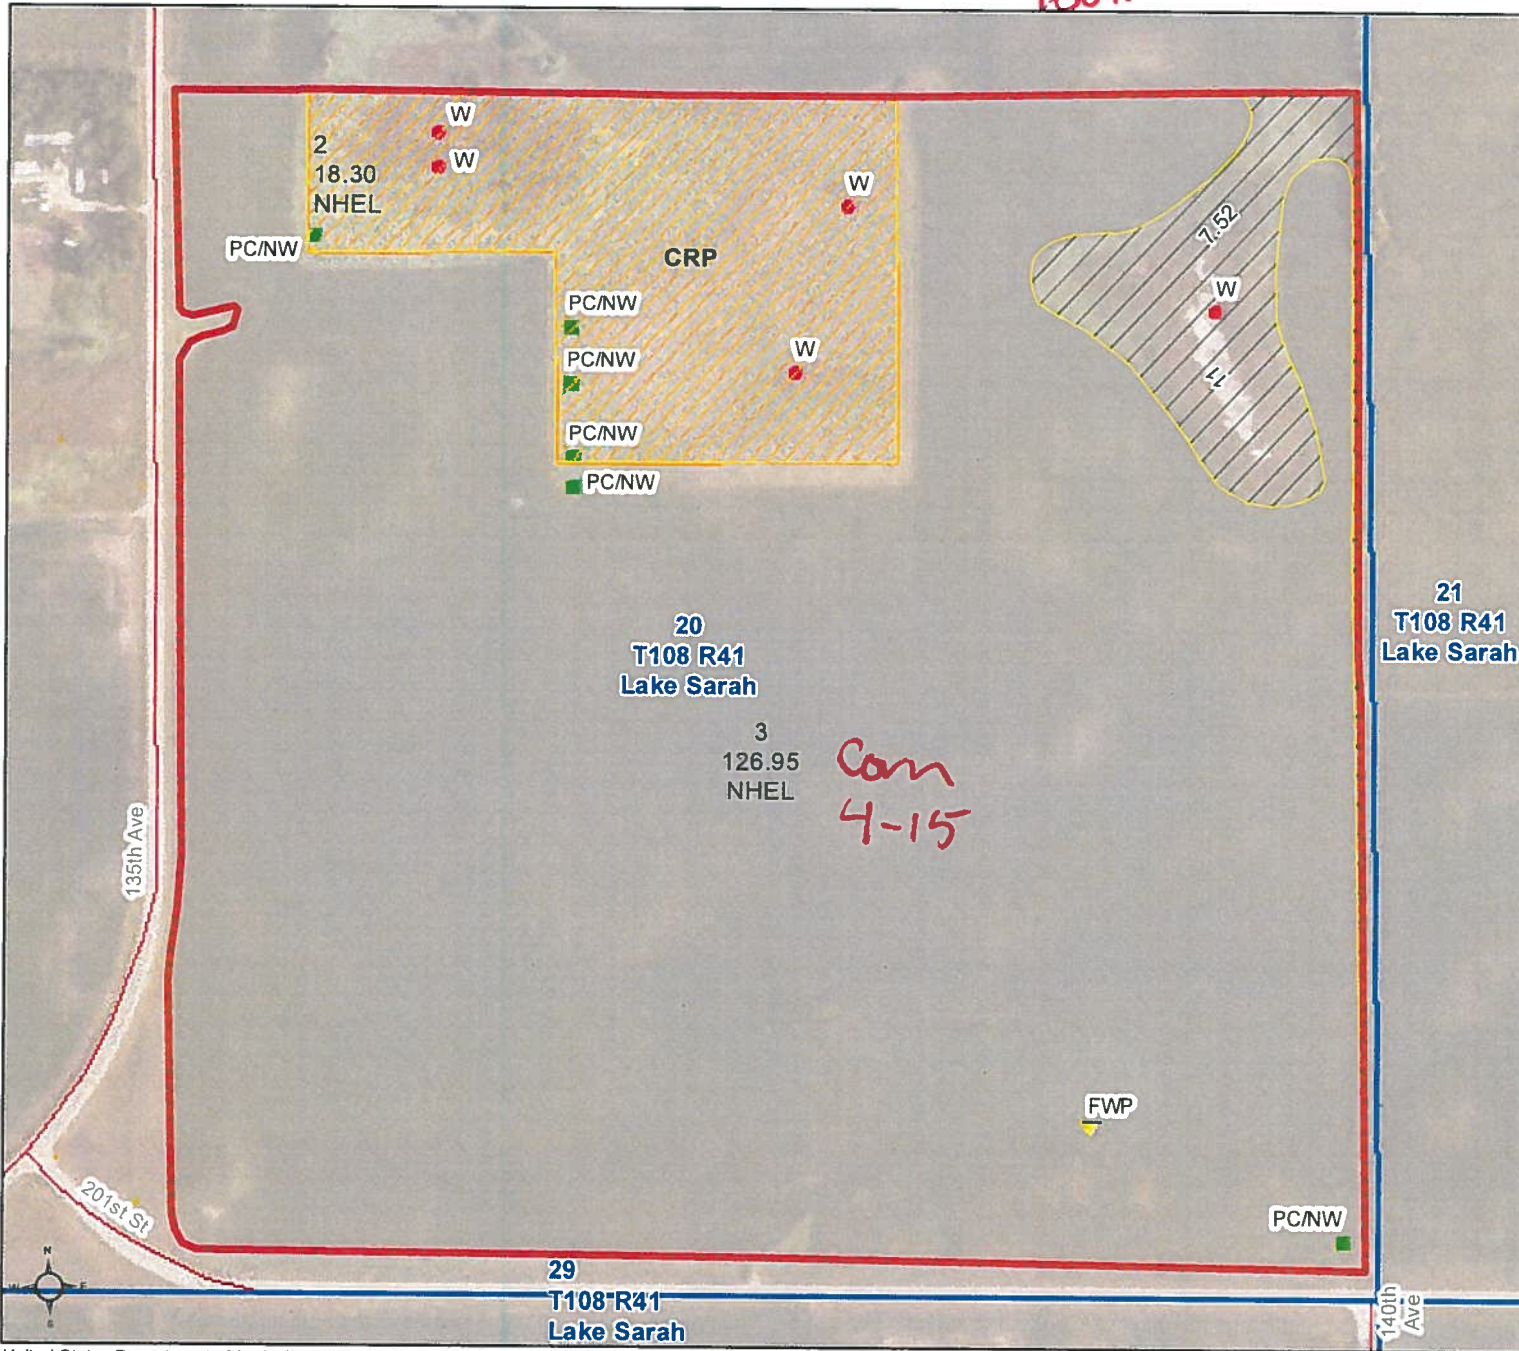 W
W
2
18.30
NHEL
W
7.52
PC/NW
CRP
W
PC/NW
W
PC/NW
11
PC/NW
PC/NW
20
T108 R41
Lake Sarah
21
T108 R41
Lake Sarah
3
126.95
NHEL
Corn
4-15
135th Ave
FWP
201st St
PC/NW
N
W E
S
29
T108 R41
Lake Sarah
140th
Ave